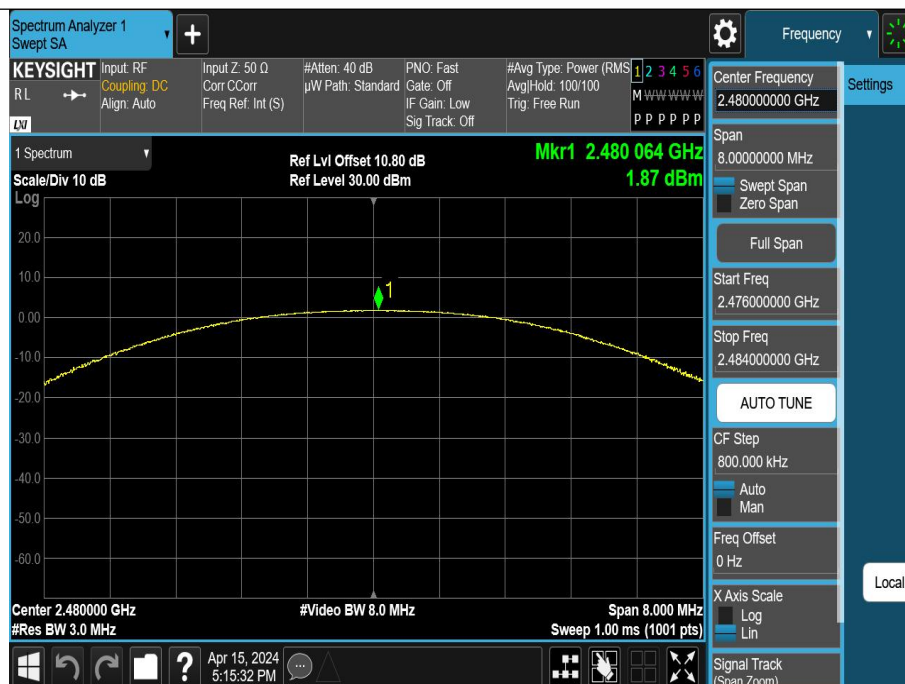 Spectrum Analyzer 1
Swept SA
Frequency
KEYSIGHT
RL
LXI
Input: RF
Coupling: DC
Align: Auto
Input Z: 50 Ω
Corr CCorr
Freq Ref: Int (S)
#Atten: 40 dB
µW Path: Standard
PNO: Fast
Gate: Off
IF Gain: Low
Sig Track: Off
#Avg Type: Power (RMS
Avg|Hold: 100/100
Trig: Free Run
1 2 3 4 5 6
M W W W W W
P P P P P P
1 Spectrum
Scale/Div 10 dB
Log
Ref Lvl Offset 10.80 dB
Ref Level 30.00 dBm
Mkr1 2.480 064 GHz
1.87 dBm
20.0
10.0
1
0.00
-10.0
-20.0
-30.0
-40.0
-50.0
-60.0
Center 2.480000 GHz
#Res BW 3.0 MHz
#Video BW 8.0 MHz
Span 8.000 MHz
Sweep 1.00 ms (1001 pts)
Apr 15, 2024
5:15:32 PM
?
Center Frequency
2.480000000 GHz
Span
8.00000000 MHz
Swept Span
Zero Span
Full Span
Start Freq
2.476000000 GHz
Stop Freq
2.484000000 GHz
AUTO TUNE
CF Step
800.000 kHz
Auto
Man
Freq Offset
0 Hz
X Axis Scale
Log
Lin
Signal Track
(Span Zoom)
Settings
Local